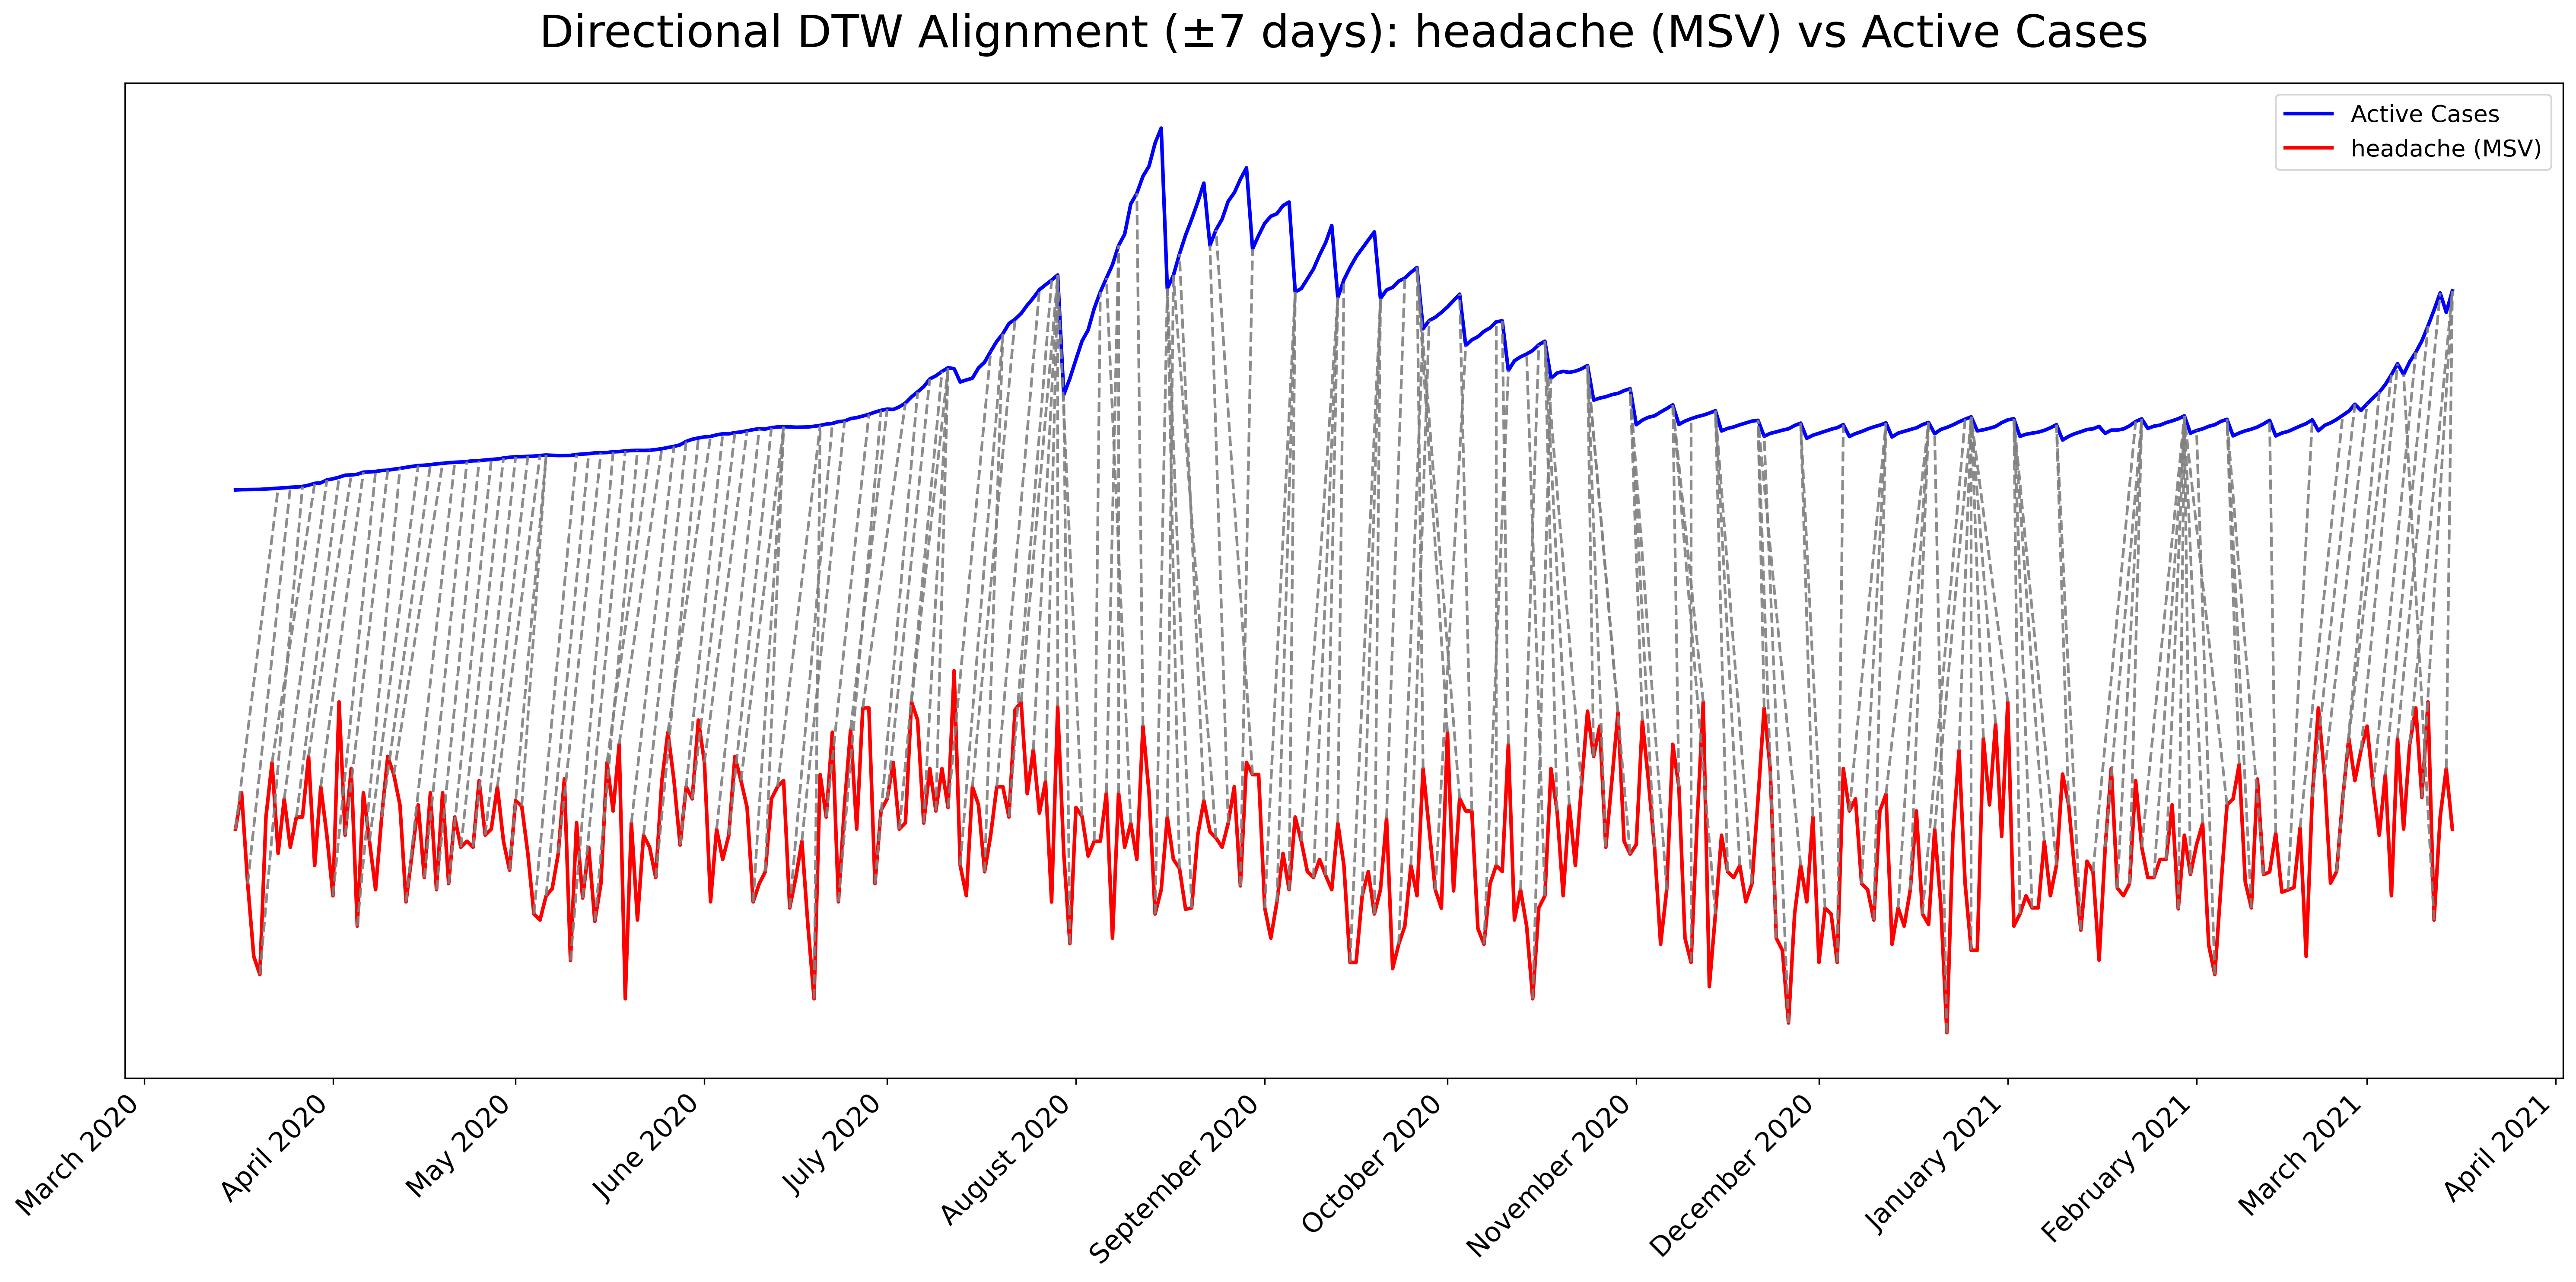 Directional DTW Alignment (±7 days): headache (MSV) vs Active Cases
Active Cases
headache (MSV)
March 2020
April 2020
May 2020
June 2020
July 2020
August 2020
September 2020
October 2020
November 2020
December 2020
January 2021
February 2021
March 2021
April 2021